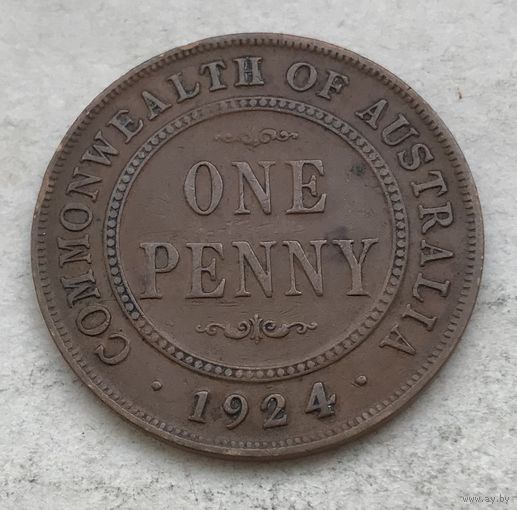 COMMONWEALTH OF AUSTRALIA
ONE
PENNY
· 1924 ·
www.ay.by